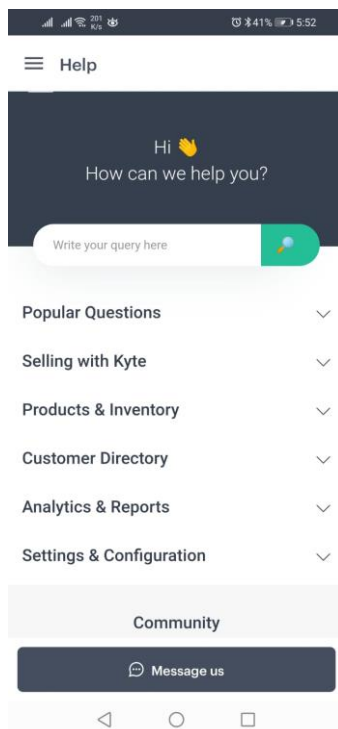 201
K/s
41% 5:52
Help
Hi 👋
How can we help you?
Write your query here
Popular Questions
Selling with Kyte
Products & Inventory
Customer Directory
Analytics & Reports
Settings & Configuration
Community
Message us